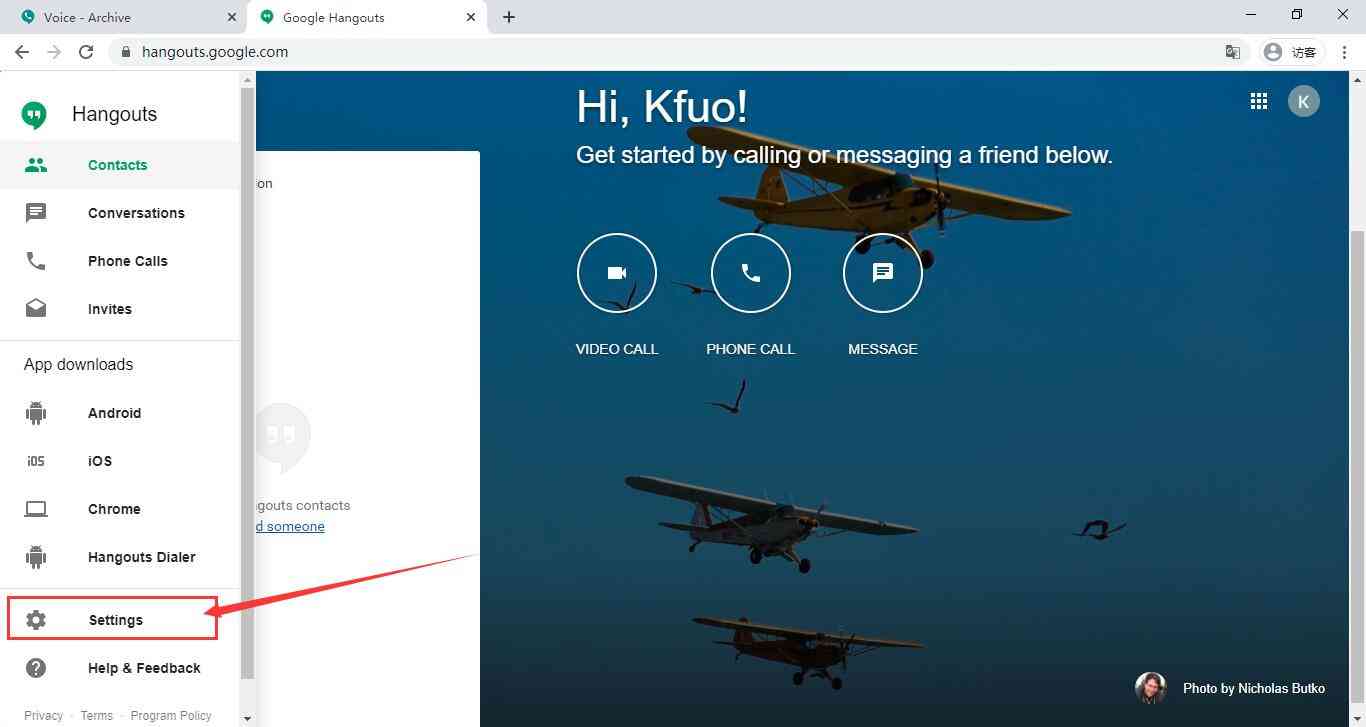 Voice - Archive
Google Hangouts
hangouts.google.com
访客
Hangouts
Contacts
Conversations
Phone Calls
Invites
App downloads
Android
iOS
iOS
Chrome
Hangouts Dialer
Settings
Help & Feedback
Privacy · Terms · Program Policy
on
gouts contacts
d someone
Hi, Kfuo!
K
Get started by calling or messaging a friend below.
VIDEO CALL
PHONE CALL
MESSAGE
Photo by Nicholas Butko